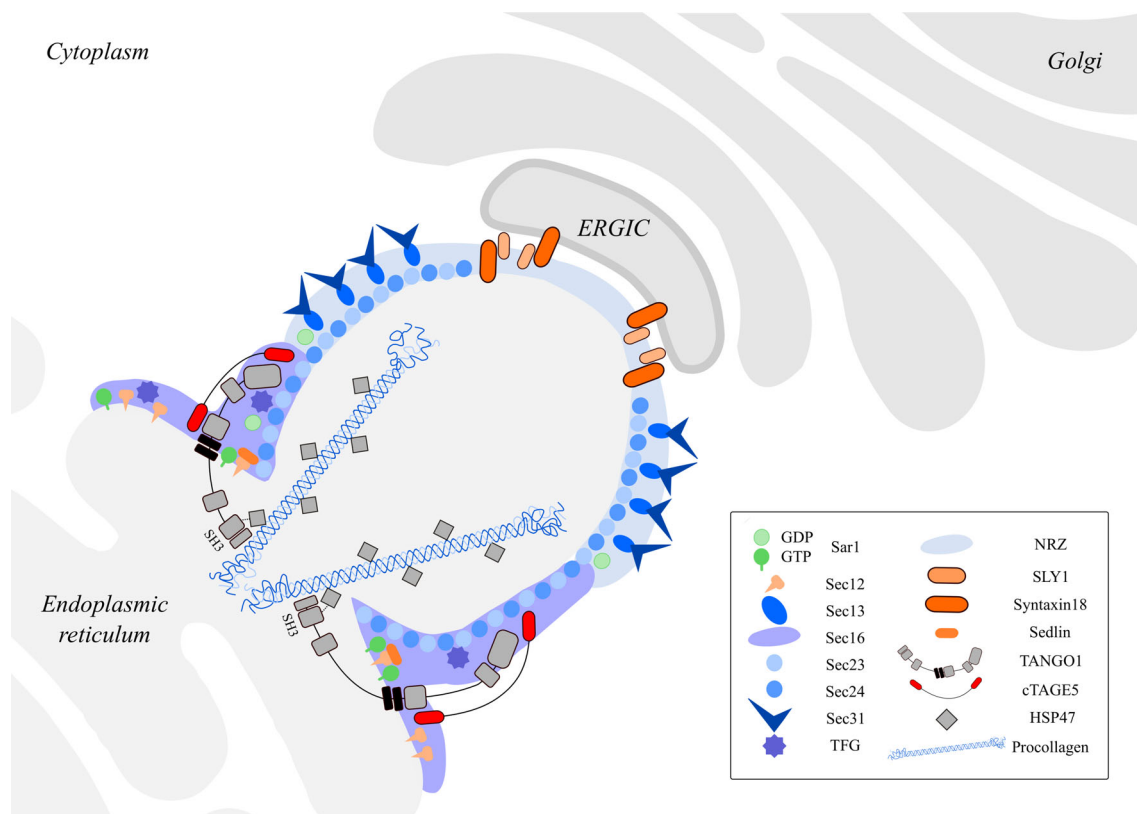 Cytoplasm
Golgi
ERGIC
SH3
Endoplasmic
reticulum
SH3
GDP
GTP
Sar1
Sec12
Sec13
Sec16
Sec23
Sec24
Sec31
TFG
NRZ
SLY1
Syntaxin18
Sedlin
TANGO1
cTAGE5
HSP47
Procollagen